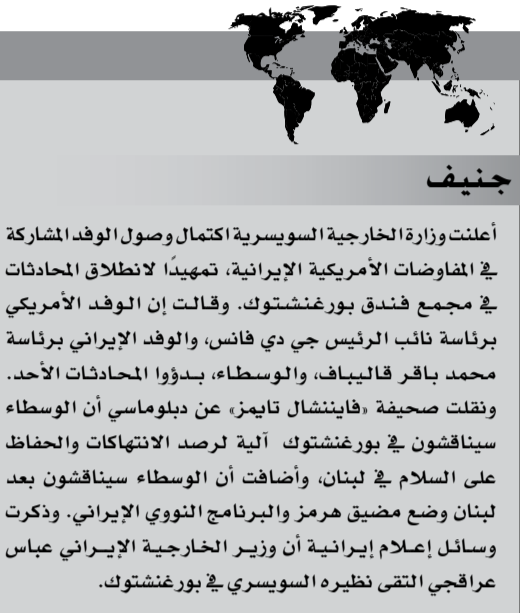 جنيف
أعلنت وزارة الخارجية السويسرية اكتمال وصول الوفد المشاركة
في المفاوضات الأمريكية الإيرانية، تمهيدًا لانطلاق المحادثات
في مجمع فندق بورغنشتوك. وقالت إن الوفد الأمريكي
برئاسة نائب الرئيس جي دي فانس، والوفد الإيراني برئاسة
محمد باقر قاليباف، والوسطاء، بدؤوا المحادثات الأحد.
ونقلت صحيفة «فايننشال تايمز» عن دبلوماسي أن الوسطاء
سيناقشون في بورغنشتوك آلية لرصد الانتهاكات والحفاظ
على السلام في لبنان، وأضافت أن الوسطاء سيناقشون بعد
لبنان وضع مضيق هرمز والبرنامج النووي الإيراني. وذكرت
وسائل إعلام إيرانية أن وزير الخارجية الإيراني عباس
عراقجي التقى نظيره السويسري في بورغنشتوك.